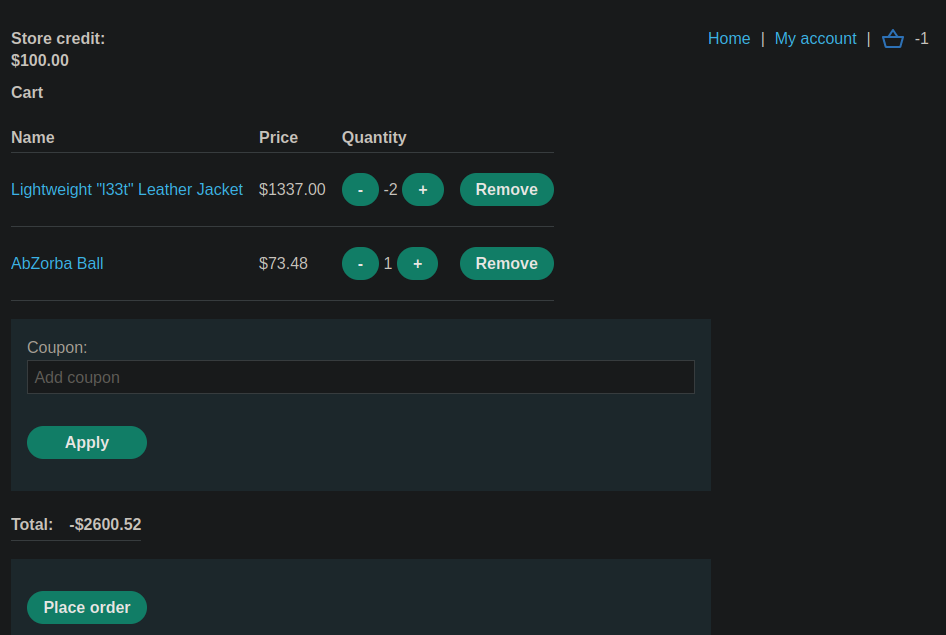 Store credit:
$100.00
Home | My account | -1
Cart
Name Price Quantity
Lightweight "l33t" Leather Jacket $1337.00 - -2 + Remove
AbZorba Ball $73.48 - 1 + Remove
Coupon:
Add coupon
Apply
Total: -$2600.52
Place order